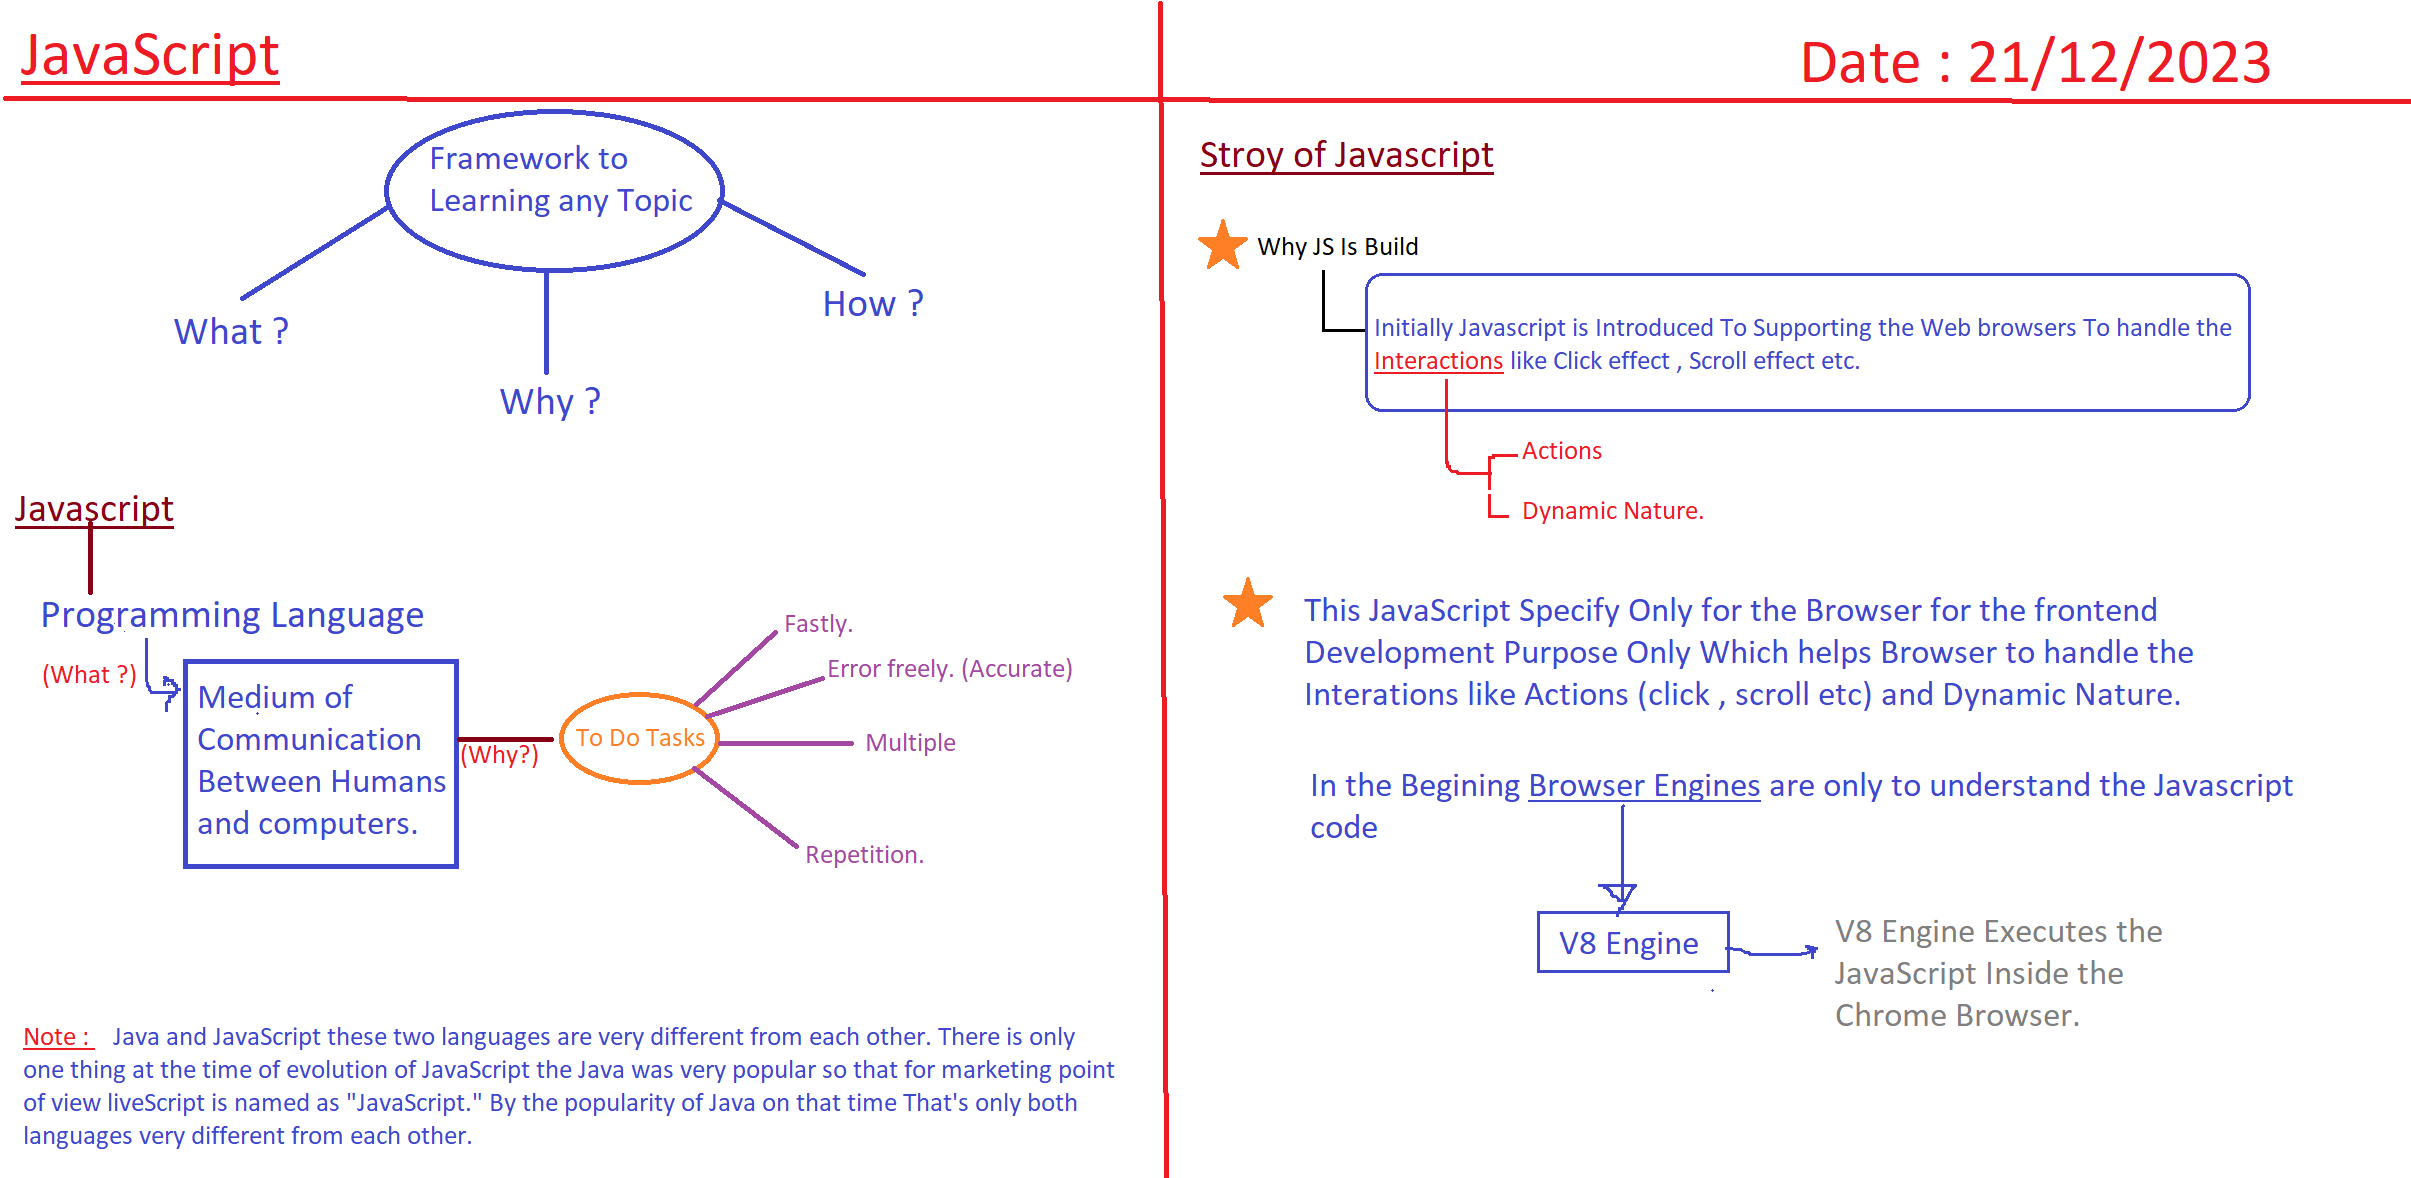 JavaScript
Date : 21/12/2023
Framework to
Learning any Topic
What ?
Why ?
How ?
Javascript
Programming Language
(What ?)
Medium of
Communication
Between Humans
and computers.
(Why?)
To Do Tasks
Fastly.
Error freely. (Accurate)
Multiple
Repetition.
Note :   Java and JavaScript these two languages are very different from each other. There is only
one thing at the time of evolution of JavaScript the Java was very popular so that for marketing point
of view liveScript is named as "JavaScript." By the popularity of Java on that time That's only both
languages very different from each other.
Stroy of Javascript
Why JS Is Build
Initially Javascript is Introduced To Supporting the Web browsers To handle the
Interactions like Click effect , Scroll effect etc.
Actions
Dynamic Nature.
This JavaScript Specify Only for the Browser for the frontend
Development Purpose Only Which helps Browser to handle the
Interations like Actions (click , scroll etc) and Dynamic Nature.
In the Begining Browser Engines are only to understand the Javascript
code
V8 Engine
V8 Engine Executes the
JavaScript Inside the
Chrome Browser.